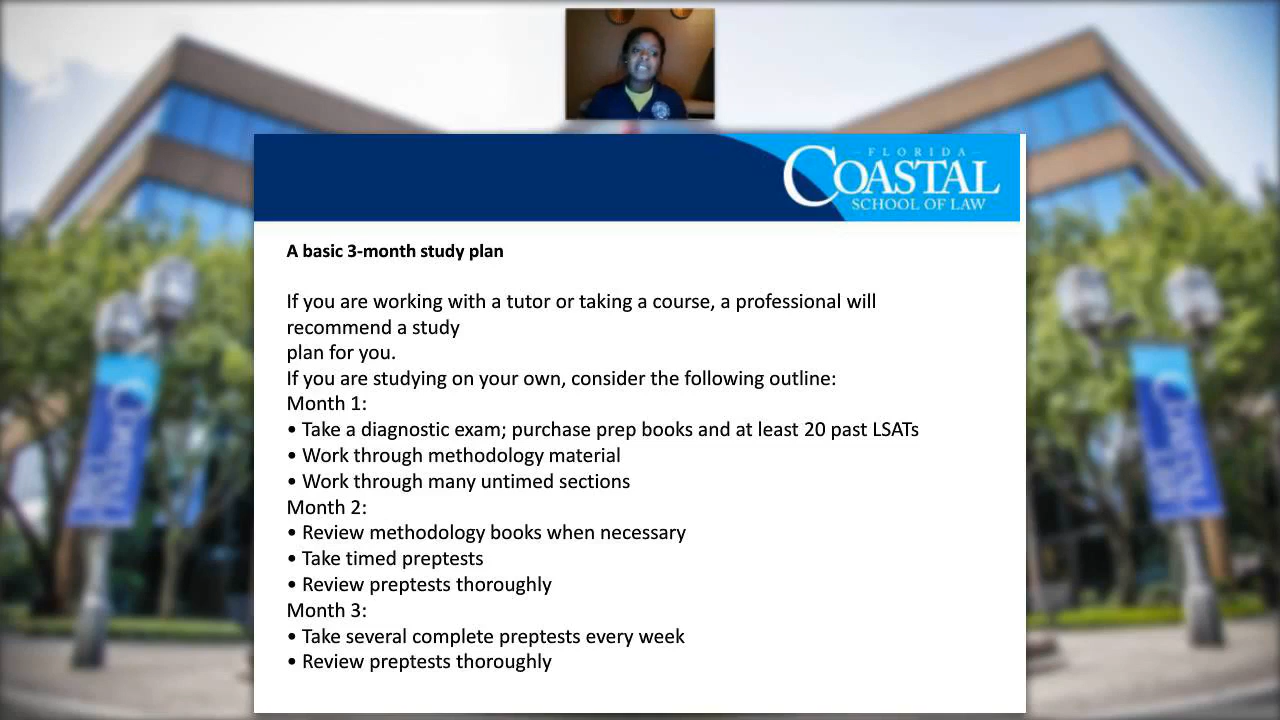 FLORIDA
COASTAL
SCHOOL OF LAW
A basic 3-month study plan
If you are working with a tutor or taking a course, a professional will
recommend a study
plan for you.
If you are studying on your own, consider the following outline:
Month 1:
• Take a diagnostic exam; purchase prep books and at least 20 past LSATs
• Work through methodology material
• Work through many untimed sections
Month 2:
• Review methodology books when necessary
• Take timed preptests
• Review preptests thoroughly
Month 3:
• Take several complete preptests every week
• Review preptests thoroughly